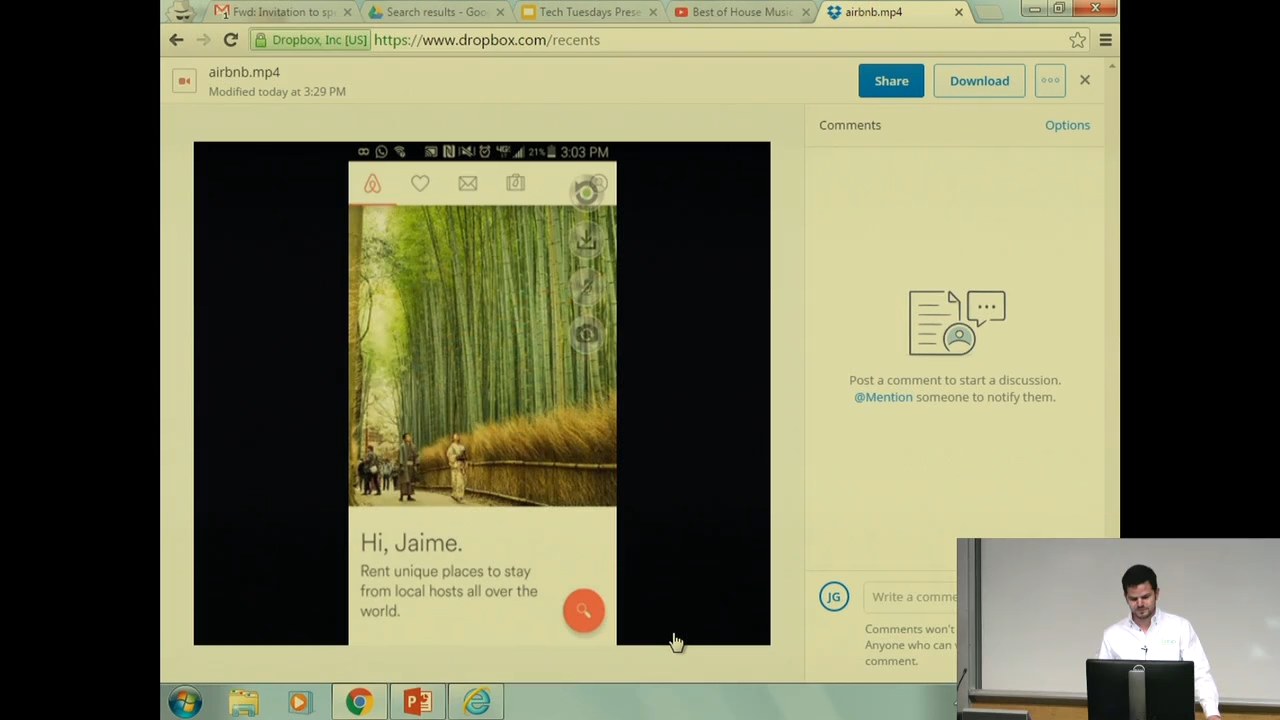 Fwd: Invitation to sp
Search results - Goo
Tech Tuesdays Prese
Best of House Music
airbnb.mp4
Dropbox, Inc [US]
https://www.dropbox.com/recents
airbnb.mp4
Modified today at 3:29 PM
Share
Download
Comments
Options
21%
3:03 PM
Post a comment to start a discussion.
@Mention someone to notify them.
Hi, Jaime.
Rent unique places to stay
from local hosts all over the
world.
JG
Write a comme
Comments won't
Anyone who can
comment.